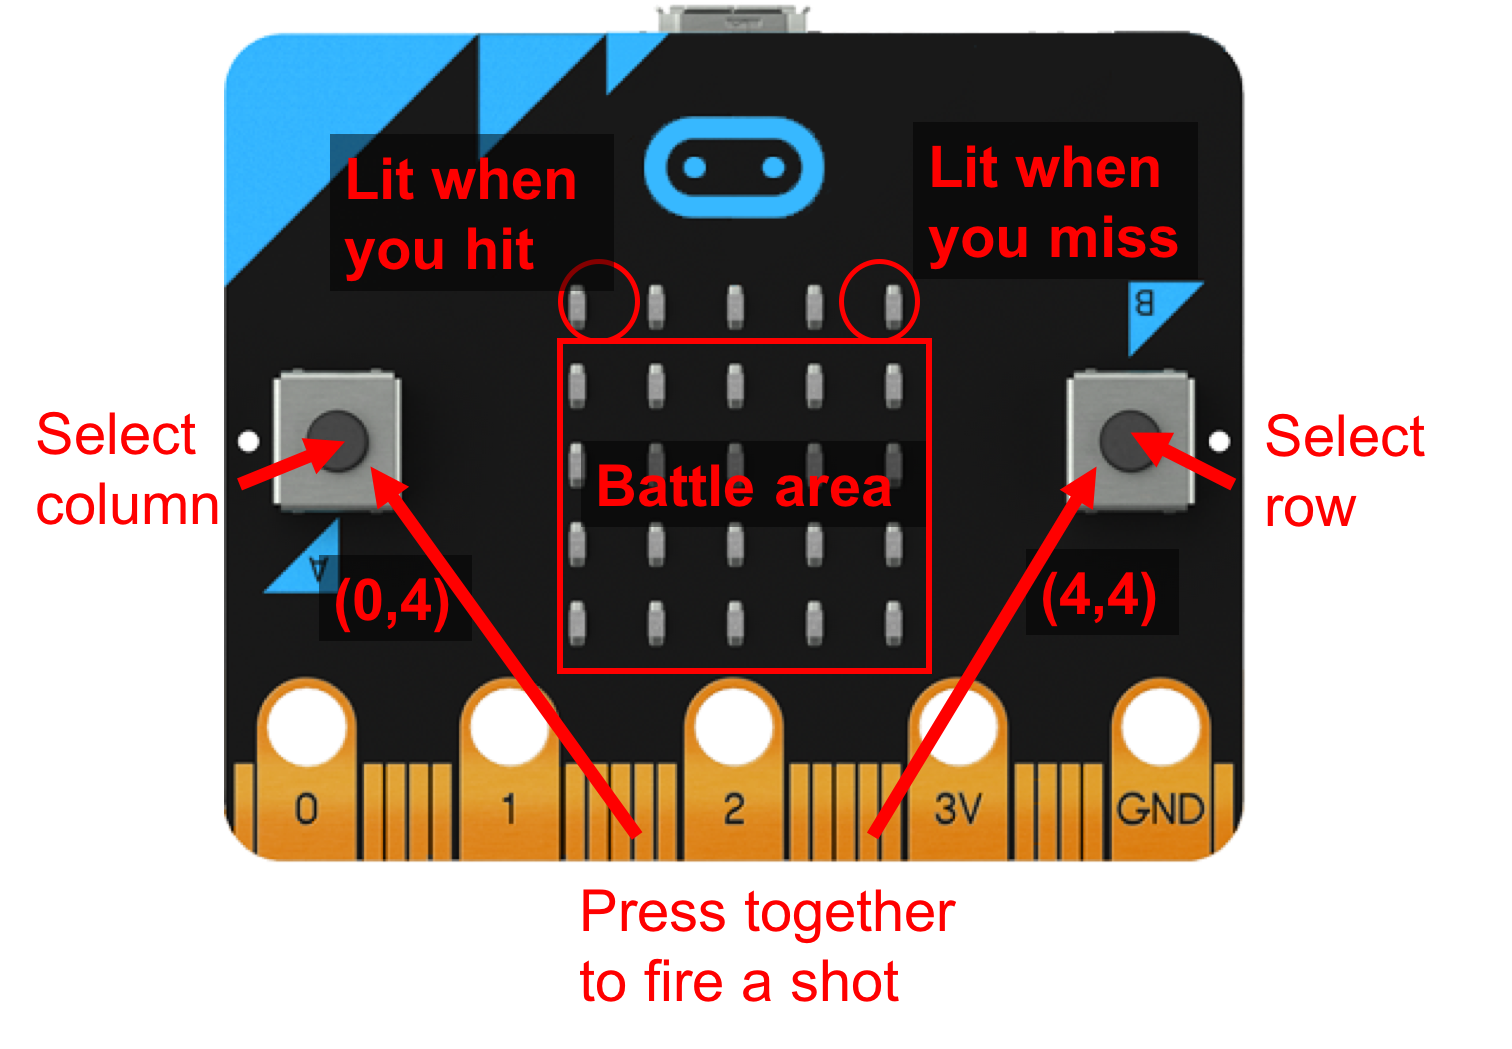 Lit when
you hit
Lit when
you miss
B
Select
column
Select
row
Battle area
A
(0,4)
(4,4)
0
1
2
3V
GND
Press together
to fire a shot